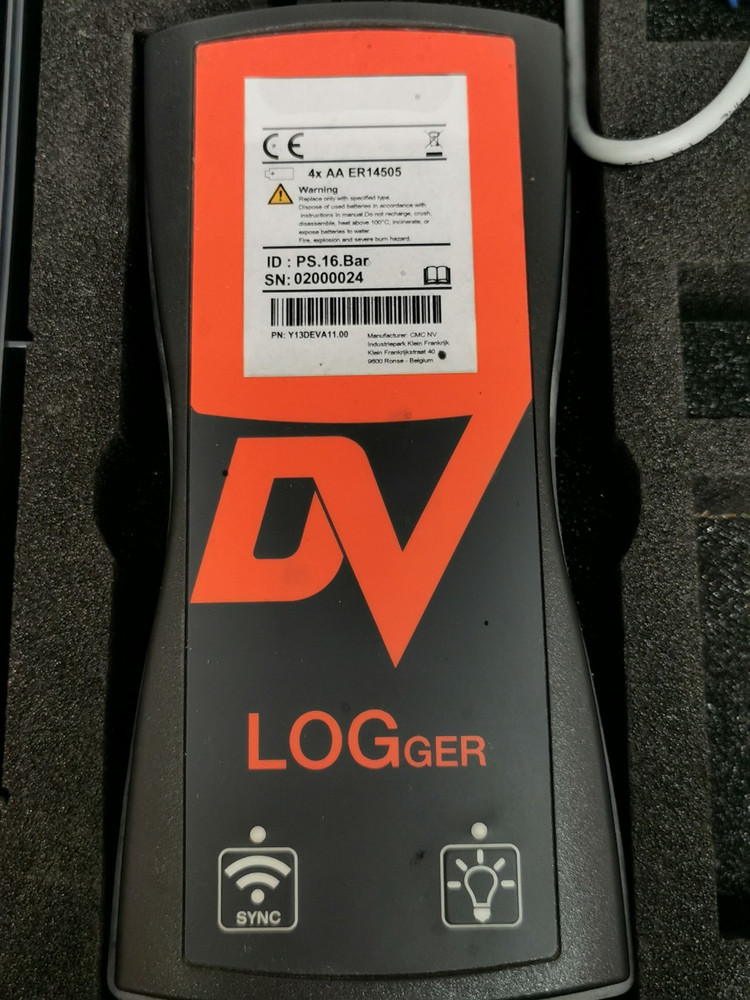 CE
4x AA ER14505
Warning
Replace only with specified type.
Dispose of used batteries in accordance with
instructions in manual Do not recharge, crush,
disassemble, heat above 100°C, incinerate, or
expose batteries to water.
Fire, explosion and severe burn hazard.
ID : PS.16.Bar
SN: 02000024
PN: Y13DEVA11.00
Manufacturer: CMC NV
Industriepark Klein Frankrijk
Klein Frankrijkstraat 40
9600 Ronse - Belgium
DV
LOGGER
SYNC